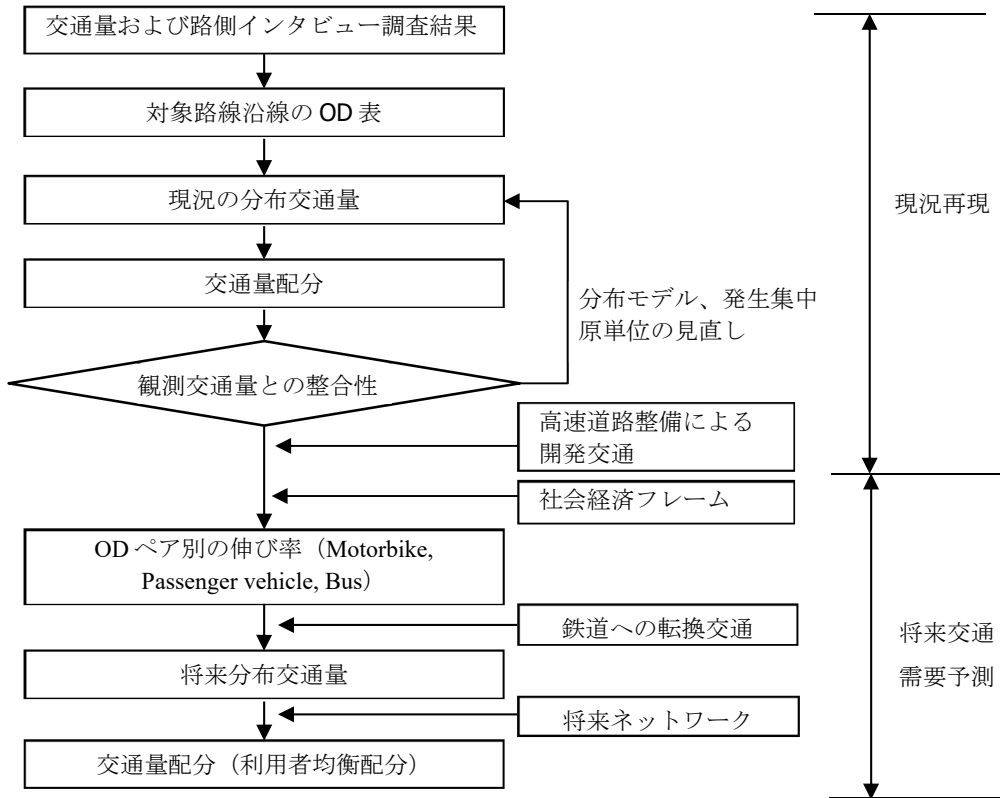 交通量および路側インタビュー調査結果
対象路線沿線の OD 表
現況の分布交通量
交通量配分
分布モデル、発生集中
原単位の見直し
観測交通量との整合性
高速道路整備による
開発交通
社会経済フレーム
OD ペア別の伸び率（Motorbike,
Passenger vehicle, Bus）
鉄道への転換交通
将来分布交通量
将来ネットワーク
交通量配分（利用者均衡配分）
現況再現
将来交通
需要予測